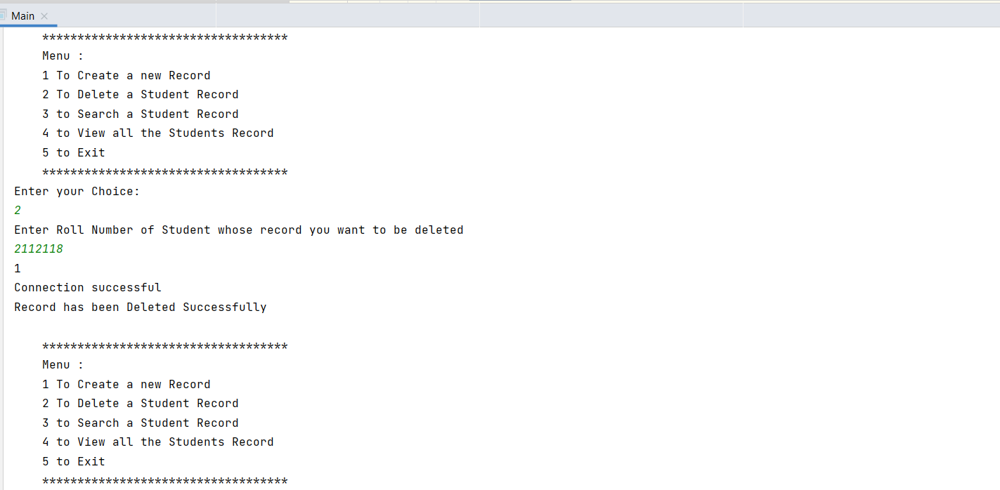 Main
***********************************
Menu :
1 To Create a new Record
2 To Delete a Student Record
3 to Search a Student Record
4 to View all the Students Record
5 to Exit
***********************************
Enter your Choice:
2
Enter Roll Number of Student whose record you want to be deleted
2112118
1
Connection successful
Record has been Deleted Successfully
***********************************
Menu :
1 To Create a new Record
2 To Delete a Student Record
3 to Search a Student Record
4 to View all the Students Record
5 to Exit
***********************************